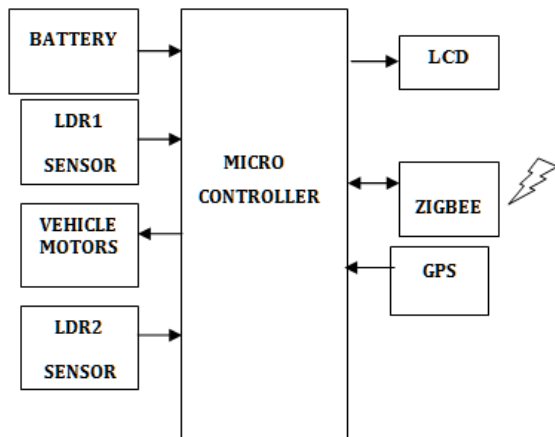 BATTERY
LDR1
SENSOR
VEHICLE
MOTORS
LDR2
SENSOR
MICRO
CONTROLLER
LCD
ZIGBEE
GPS